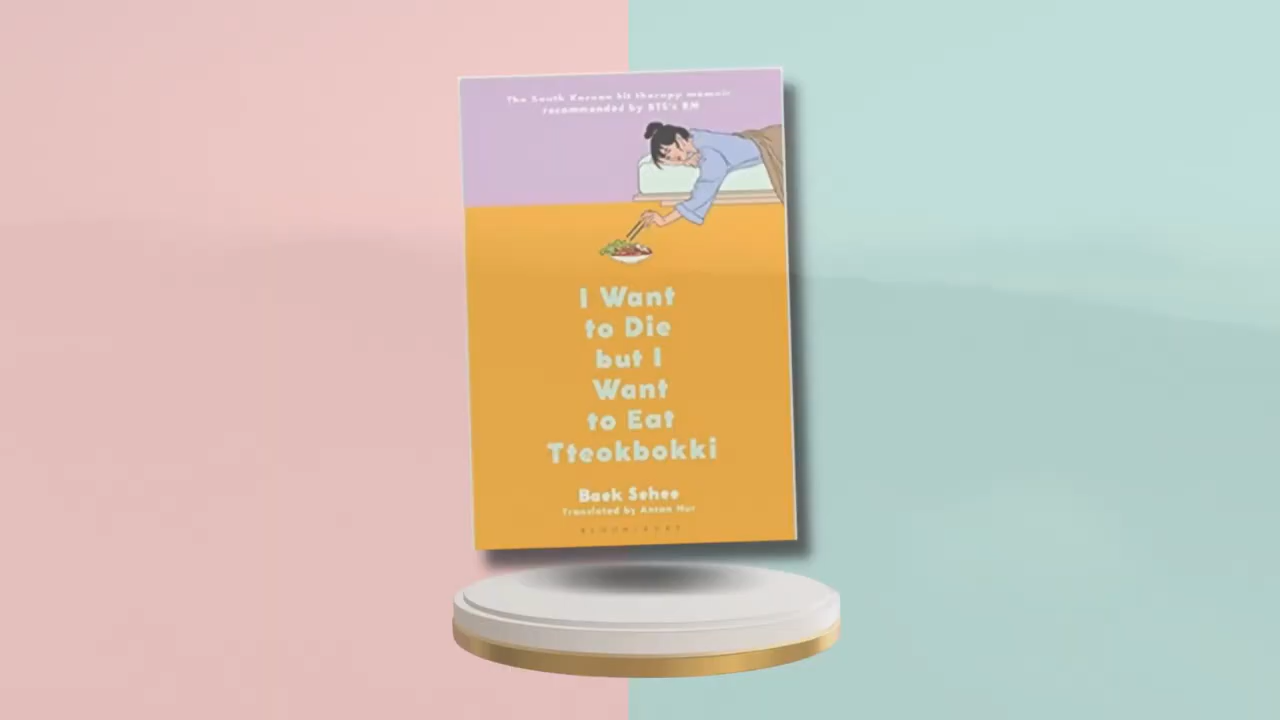 The South Korean hit therapy memoir
recommended by BTS's RM
I Want
to Die
but I
Want
to Eat
Tteokbokki
Baek Sehee
Translated by Anton Hur
BLOOMSBURY